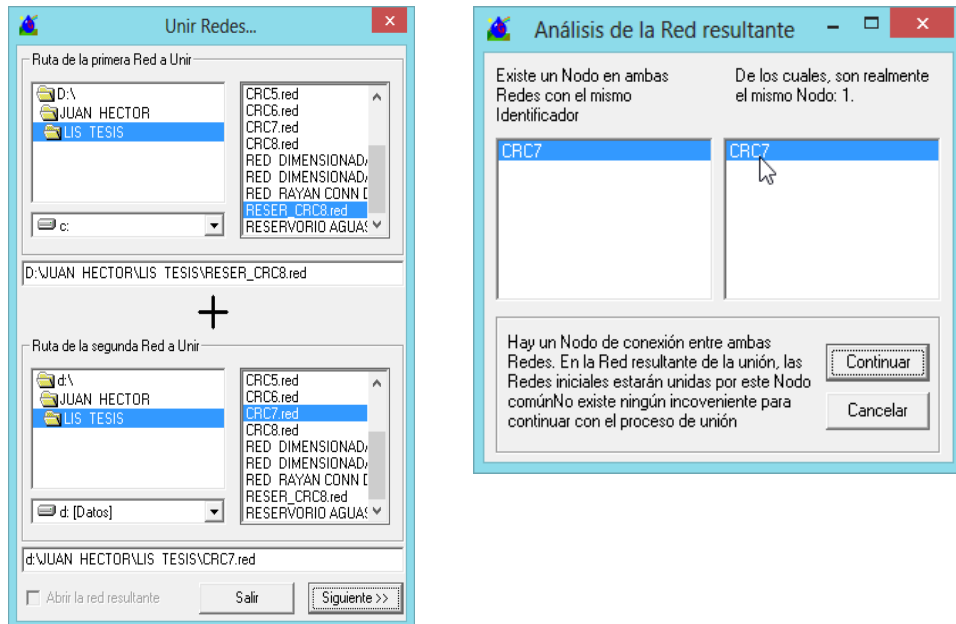 Unir Redes...
Ruta de la primera Red a Unir
D:\
JUAN HECTOR
LIS TESIS
c:
CRC5.red
CRC6.red
CRC7.red
CRC8.red
RED DIMENSIONAD
RED DIMENSIONAD
RED RAYAN CONN D
RESER_CRC8.red
RESERVORIO AGUAS
D:\JUAN HECTOR\LIS TESIS\RESER_CRC8.red
+
Ruta de la segunda Red a Unir
d:\
JUAN HECTOR
LIS TESIS
d: [Datos]
CRC5.red
CRC6.red
CRC7.red
CRC8.red
RED DIMENSIONAD
RED DIMENSIONAD
RED RAYAN CONN D
RESER_CRC8.red
RESERVORIO AGUAS
d:\JUAN HECTOR\LIS TESIS\CRC7.red
Abrir la red resultante
Salir
Siguiente >>
Análisis de la Red resultante
Existe un Nodo en ambas
Redes con el mismo
Identificador
De los cuales, son realmente
el mismo Nodo: 1.
CRC7
CRC7
Hay un Nodo de conexión entre ambas
Redes. En la Red resultante de la unión, las
Redes iniciales estarán unidas por este Nodo
comúnNo existe ningún incoveniente para
continuar con el proceso de unión
Continuar
Cancelar